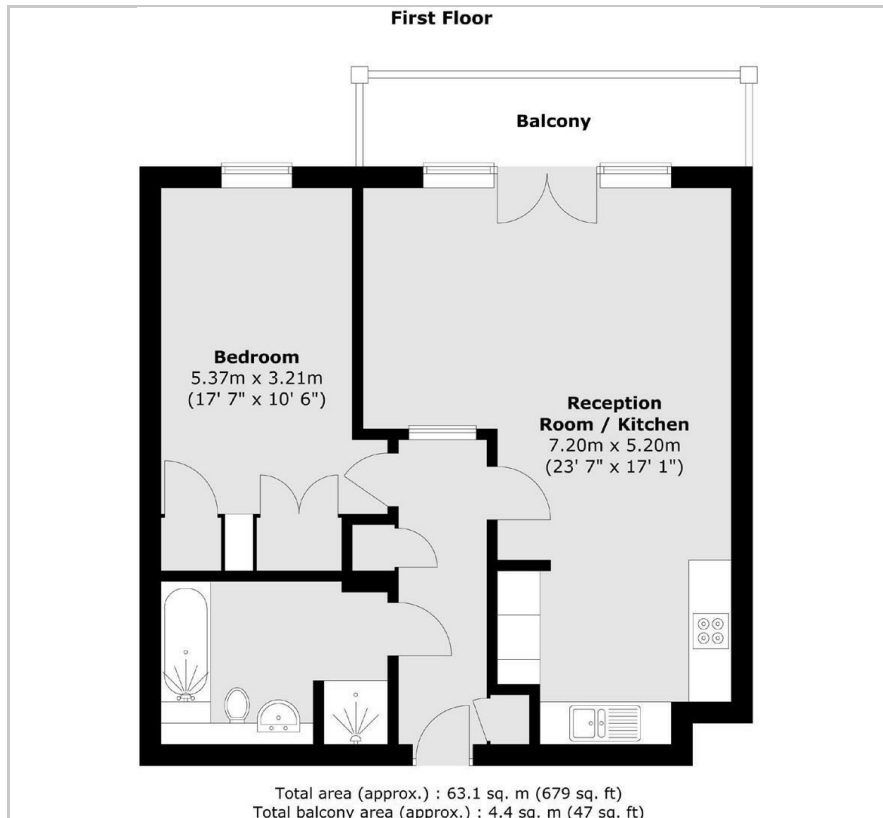 First Floor
Balcony
Bedroom
5.37m x 3.21m
(17' 7" x 10' 6")
Reception
Room / Kitchen
7.20m x 5.20m
(23' 7" x 17' 1")
Total area (approx.) : 63.1 sq. m (679 sq. ft)
Total balcony area (approx.) : 4.4 sq. m (47 sq. ft)